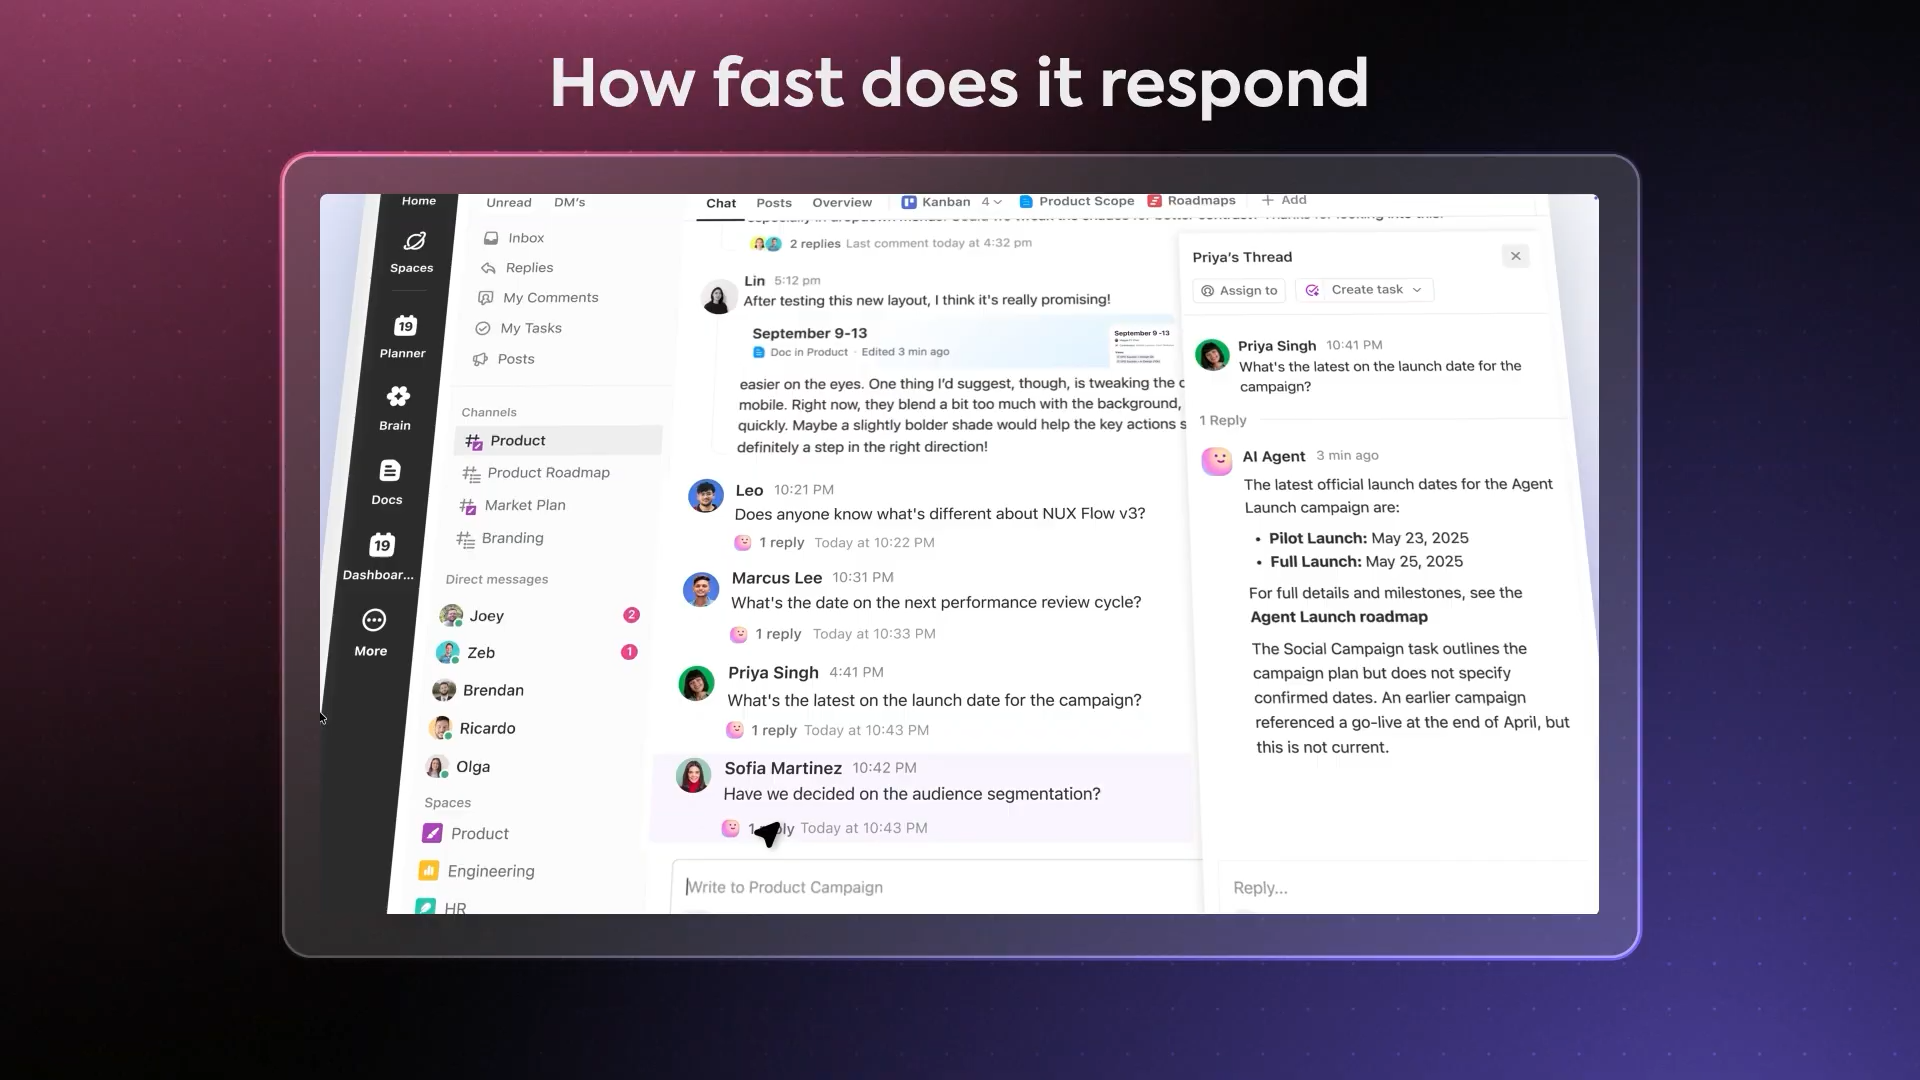 How fast does it respond
Home
Spaces
19
Planner
Brain
Docs
19
Dashboar...
More
Unread DM's
Inbox
Replies
My Comments
My Tasks
Posts
Channels
Product
Product Roadmap
Market Plan
Branding
Direct messages
Joey 2
Zeb 1
Brendan
Ricardo
Olga
Spaces
Product
Engineering
HR
Chat Posts Overview Kanban 4 Product Scope Roadmaps + Add
2 replies Last comment today at 4:32 pm
Lin 5:12 pm
After testing this new layout, I think it's really promising!
September 9-13
Doc in Product · Edited 3 min ago
September 9 -13
easier on the eyes. One thing I'd suggest, though, is tweaking the
mobile. Right now, they blend a bit too much with the background,
quickly. Maybe a slightly bolder shade would help the key actions
definitely a step in the right direction!
Leo 10:21 PM
Does anyone know what's different about NUX Flow v3?
1 reply Today at 10:22 PM
Marcus Lee 10:31 PM
What's the date on the next performance review cycle?
1 reply Today at 10:33 PM
Priya Singh 4:41 PM
What's the latest on the launch date for the campaign?
1 reply Today at 10:43 PM
Sofia Martinez 10:42 PM
Have we decided on the audience segmentation?
1 reply Today at 10:43 PM
Write to Product Campaign
Priya's Thread
Assign to Create task
Priya Singh 10:41 PM
What's the latest on the launch date for the
campaign?
1 Reply
AI Agent 3 min ago
The latest official launch dates for the Agent
Launch campaign are:
• Pilot Launch: May 23, 2025
• Full Launch: May 25, 2025
For full details and milestones, see the
Agent Launch roadmap
The Social Campaign task outlines the
campaign plan but does not specify
confirmed dates. An earlier campaign
referenced a go-live at the end of April, but
this is not current.
Reply...